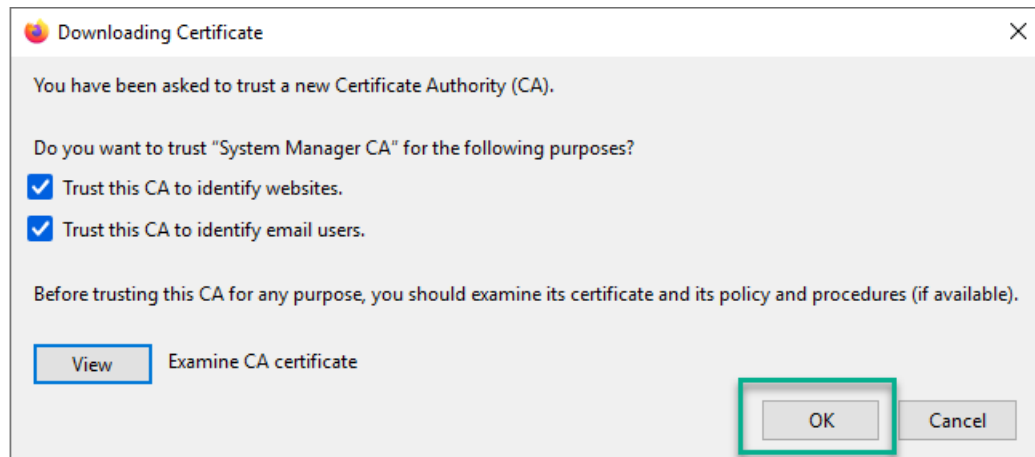 Downloading Certificate
You have been asked to trust a new Certificate Authority (CA).
Do you want to trust “System Manager CA” for the following purposes?
Trust this CA to identify websites.
Trust this CA to identify email users.
Before trusting this CA for any purpose, you should examine its certificate and its policy and procedures (if available).
View Examine CA certificate
OK Cancel